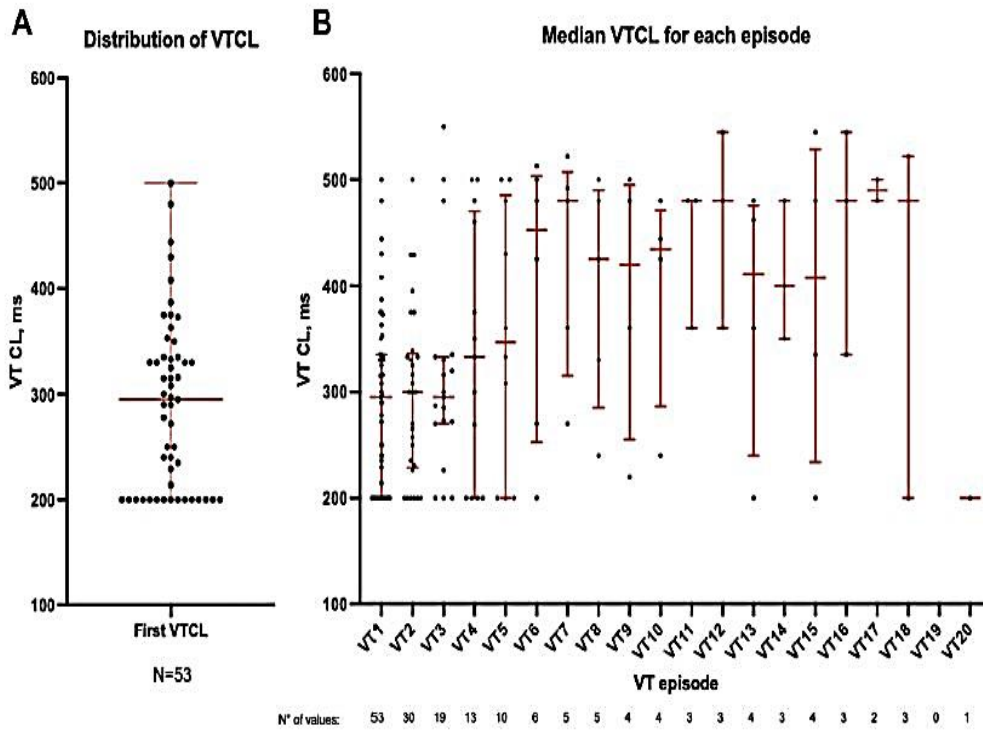 A
Distribution of VTCL
600
500
400
300
200
100
VT CL, ms
First VTCL
N=53
B
Median VTCL for each episode
600
500
400
300
200
100
VT CL, ms
VT1
VT2
VT3
VT4
VT5
VT6
VT7
VT8
VT9
VT10
VT11
VT12
VT13
VT14
VT15
VT16
VT17
VT18
VT19
VT20
VT episode
N° of values: 53 30 19 13 10 6 5 5 4 4 3 3 4 3 4 3 2 3 0 1